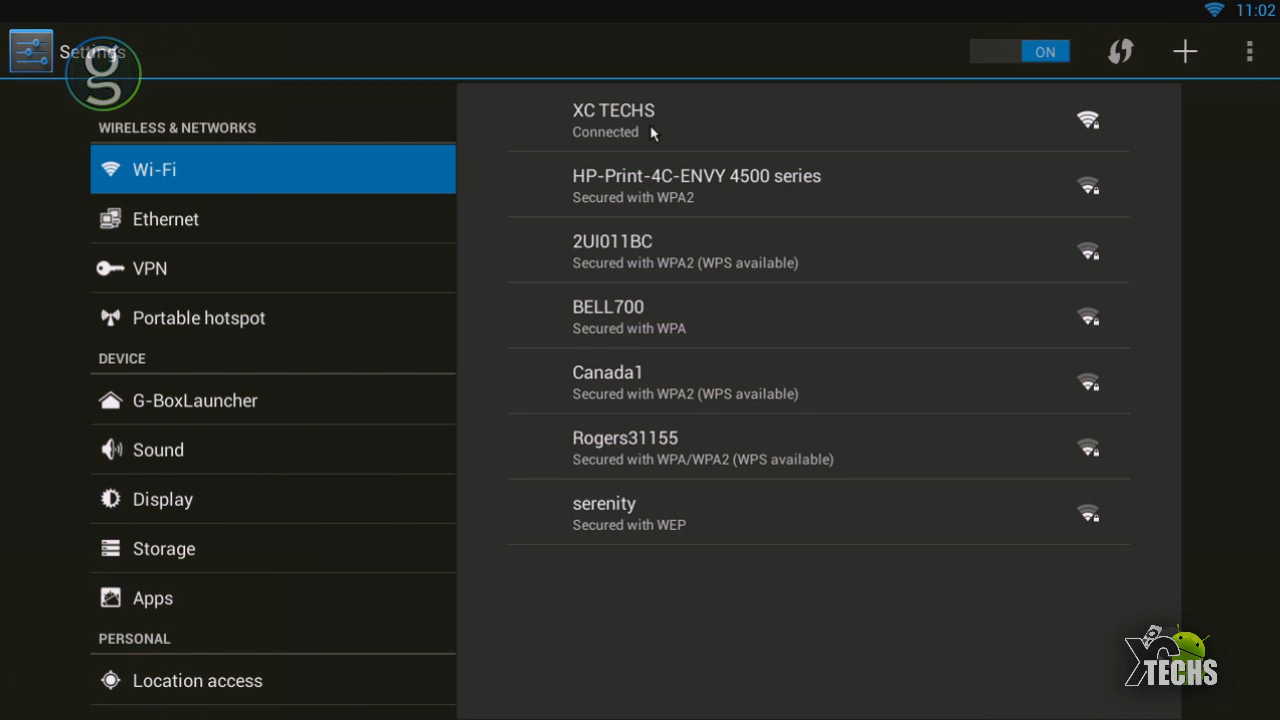 11:02
Settings
g
ON
WIRELESS & NETWORKS
Wi-Fi
Ethernet
VPN
Portable hotspot
DEVICE
G-BoxLauncher
Sound
Display
Storage
Apps
PERSONAL
Location access
XC TECHS
Connected
HP-Print-4C-ENVY 4500 series
Secured with WPA2
2UI011BC
Secured with WPA2 (WPS available)
BELL700
Secured with WPA
Canada1
Secured with WPA2 (WPS available)
Rogers31155
Secured with WPA/WPA2 (WPS available)
serenity
Secured with WEP
XC
TECHS